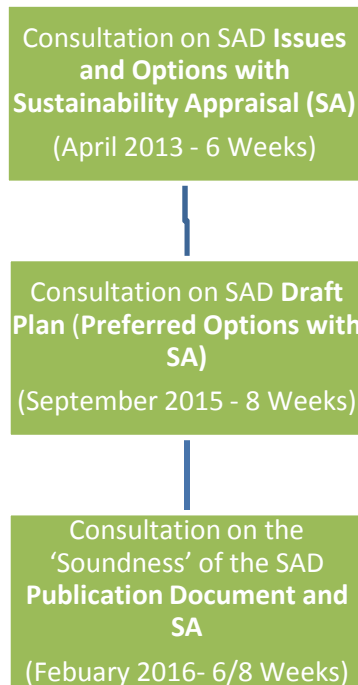 Consultation on SAD Issues
and Options with
Sustainability Appraisal (SA)
(April 2013 - 6 Weeks)
Consultation on SAD Draft
Plan (Preferred Options with
SA)
(September 2015 - 8 Weeks)
Consultation on the
‘Soundness’ of the SAD
Publication Document and
SA
(Febuary 2016- 6/8 Weeks)